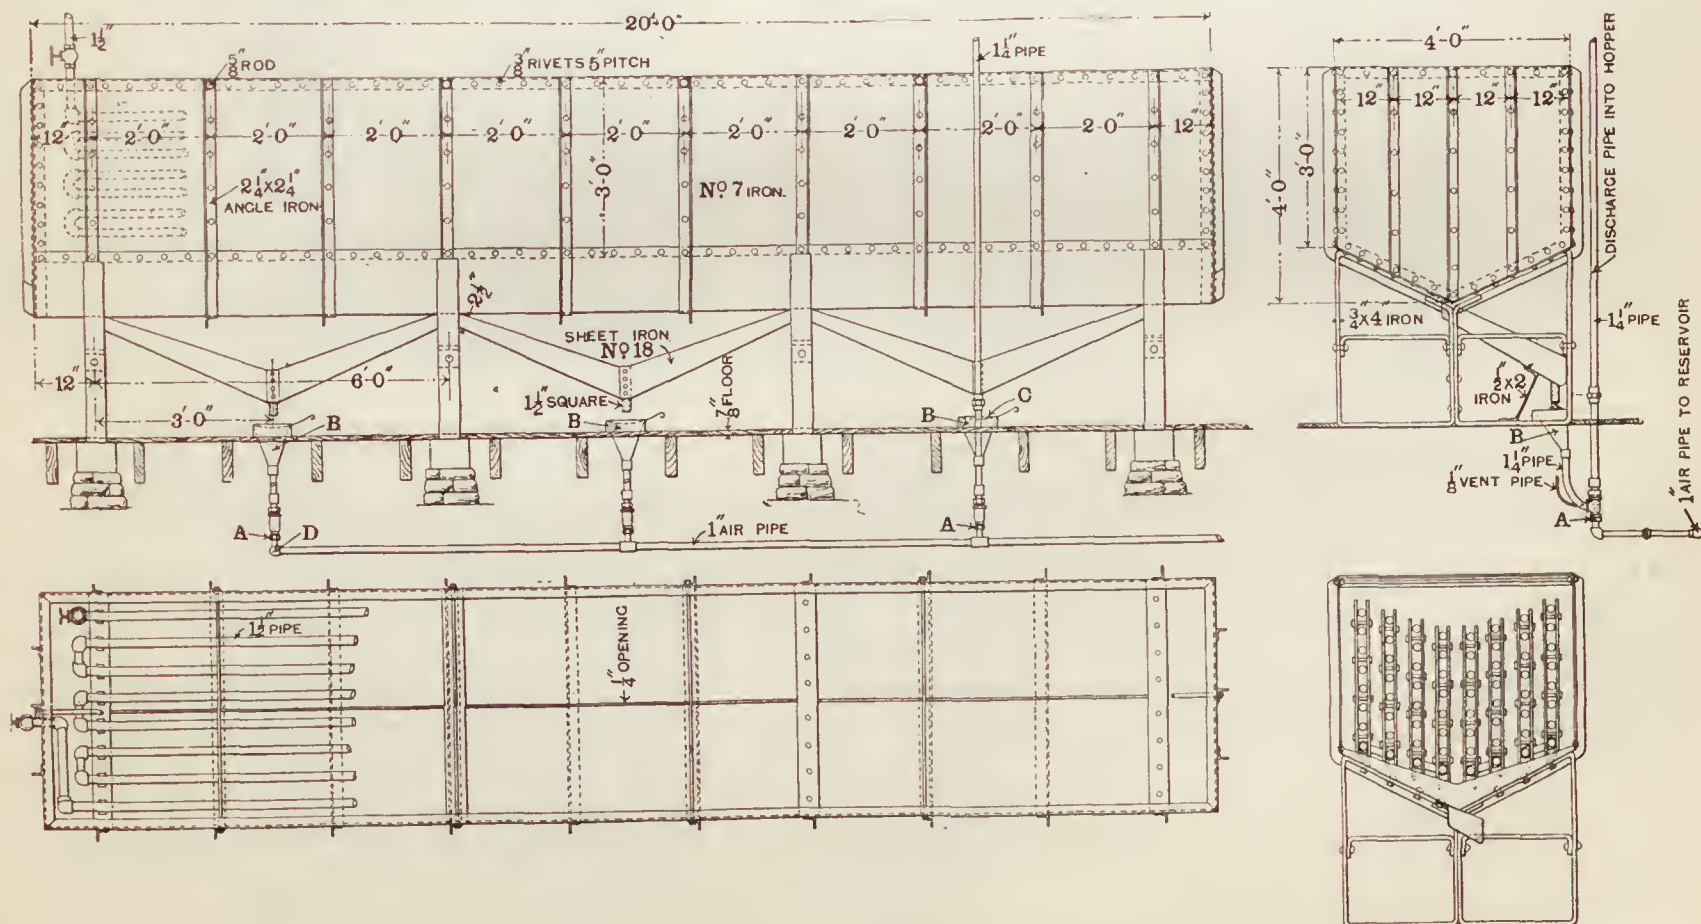 20'-0"
1½"
⅝" ROD
⅜" RIVETS 5" PITCH
1¼" PIPE
12"
2'-0"
2'-0"
2'-0"
2'-0"
2'-0"
2'-0"
2'-0"
2'-0"
2-0"
12"
3'-0"
2¼" X 2¼"
ANGLE IRON
Nº 7 IRON.
2½"
SHEET IRON
Nº 18
12"
6'-0"
3'-0"
1½" SQUARE
⅞" FLOOR
B
B
B
C
A
D
A
1" AIR PIPE
4'-0"
12"
12"
12"
12"
4'-0"
3'-0"
DISCHARGE PIPE INTO HOPPER
¾" X 4" IRON
1¼" PIPE
½" X 2"
IRON
B
1¼" PIPE
⅛" VENT PIPE
A
1" AIR PIPE TO RESERVOIR
1½" PIPE
¼" OPENING